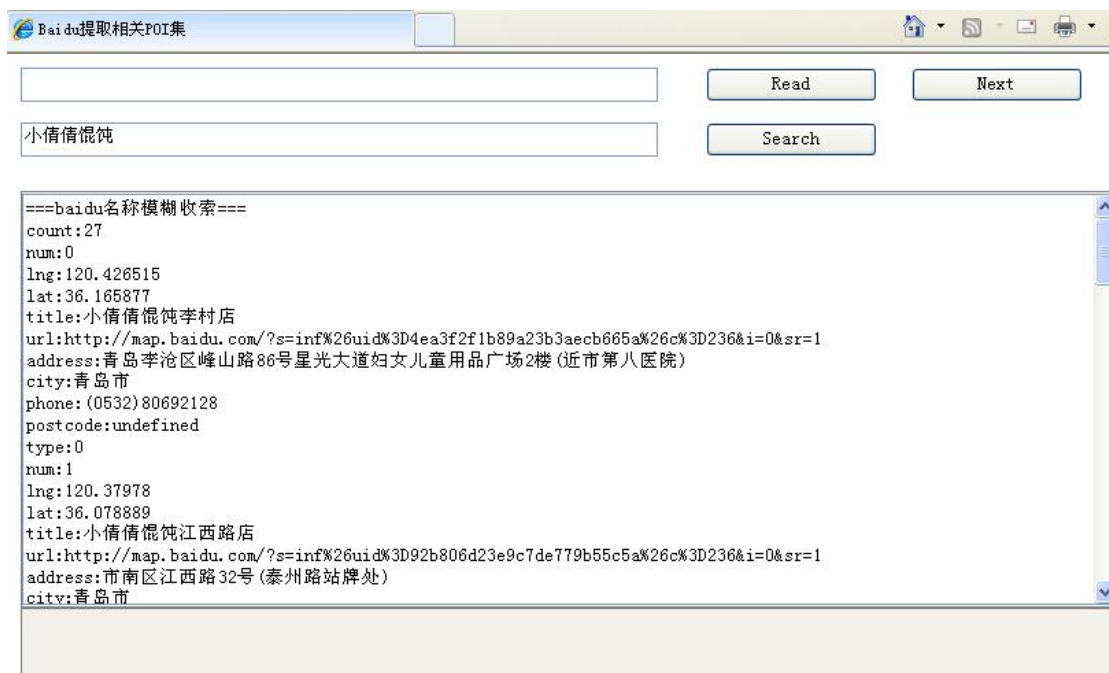 Baidu提取相关POI集
Read
Next
小倩倩馄饨
Search
===baidu名称模糊收索===
count:27
num:0
lng:120.426515
lat:36.165877
title:小倩倩馄饨李村店
url:http://map.baidu.com/?s=inf%26uid%3D4ea3f2f1b89a23b3aecb665a%26c%3D236&i=0&sr=1
address:青岛李沧区峰山路86号星光大道妇女儿童用品广场2楼(近市第八医院)
city:青岛市
phone:(0532)80692128
postcode:undefined
type:0
num:1
lng:120.37978
lat:36.078889
title:小倩倩馄饨江西路店
url:http://map.baidu.com/?s=inf%26uid%3D92b806d23e9c7de779b55c5a%26c%3D236&i=0&sr=1
address:市南区江西路32号(泰州路站牌处)
city:青岛市